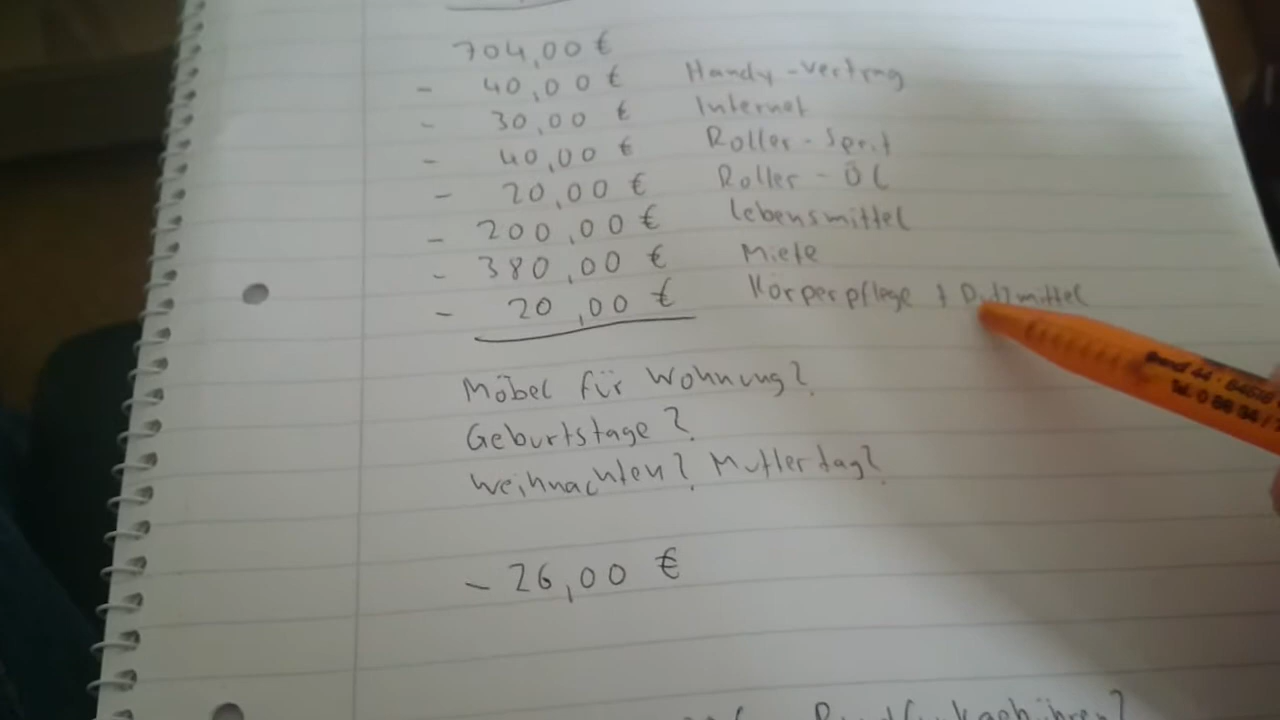 704,00 €
- 40,00 € Handy-Vertrag
- 30,00 € Internet
- 40,00 € Roller-Sprit
- 20,00 € Roller-Öl
- 200,00 € Lebensmittel
- 380,00 € Miete
- 20,00 € Körperpflege + Putzmittel
Möbel für Wohnung?
Geburtstage?
Weihnachten? Muttertag?
- 26,00 €